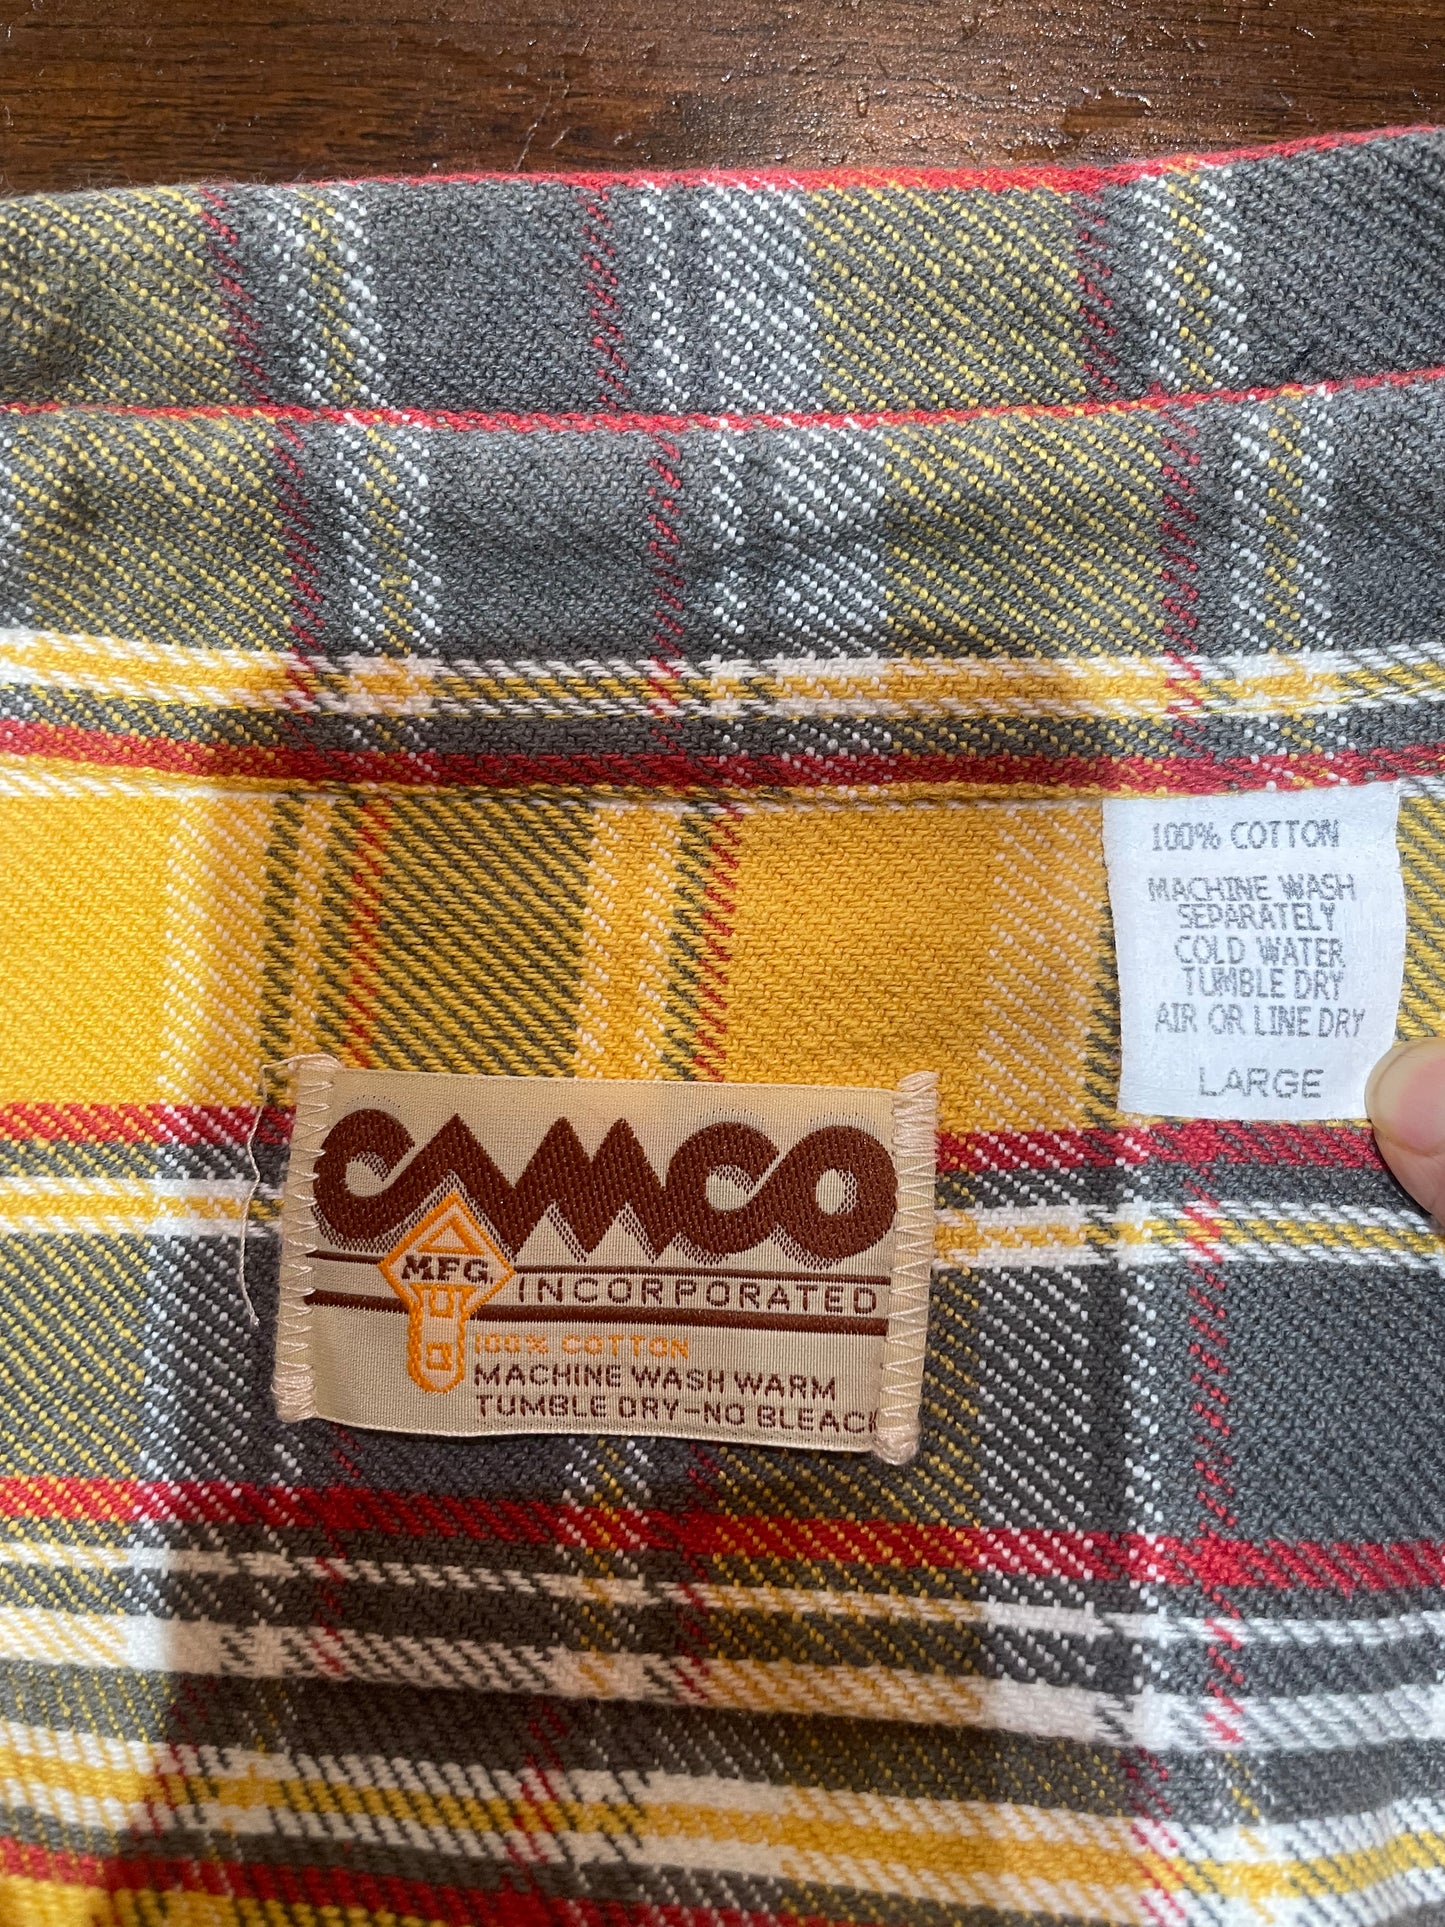 100% COTTON
MACHINE WASH
SEPARATELY
COLD WATER
TUMBLE DRY
AIR OR LINE DRY
LARGE
CAMCO
MFG.
INCORPORATED
100% COTTON
MACHINE WASH WARM
TUMBLE DRY-NO BLEACH